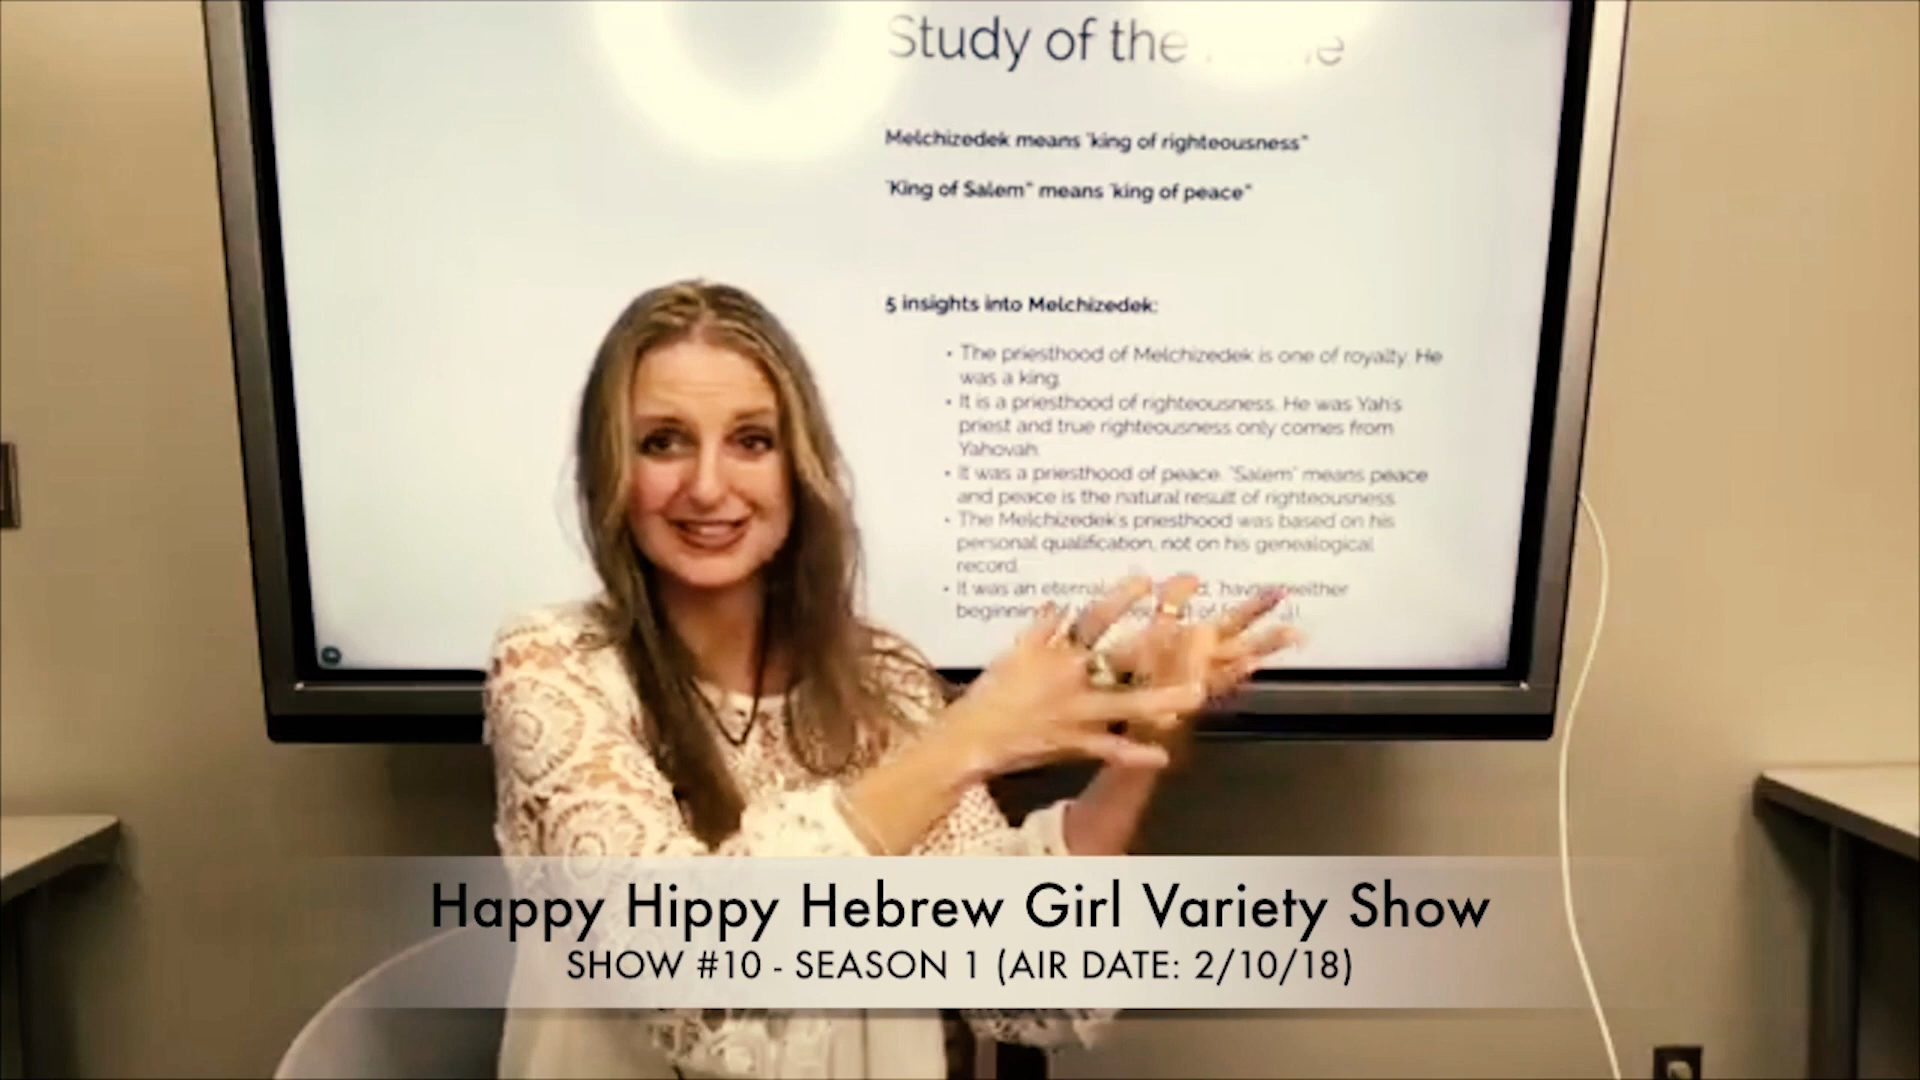 Study of the
Melchizedek means "king of righteousness"
"King of Salem" means "king of peace"
5 insights into Melchizedek:
• The priesthood of Melchizedek is one of royalty. He
was a king.
• It is a priesthood of righteousness. He was Yah's
priest and true righteousness only comes from
Yahovah.
• It was a priesthood of peace. "Salem" means peace
and peace is the natural result of righteousness.
• The Melchizedek's priesthood was based on his
personal qualification, not on his genealogical
record.
• It was an eternal having neither
beginning of of
Happy Hippy Hebrew Girl Variety Show
SHOW #10 - SEASON 1 (AIR DATE: 2/10/18)